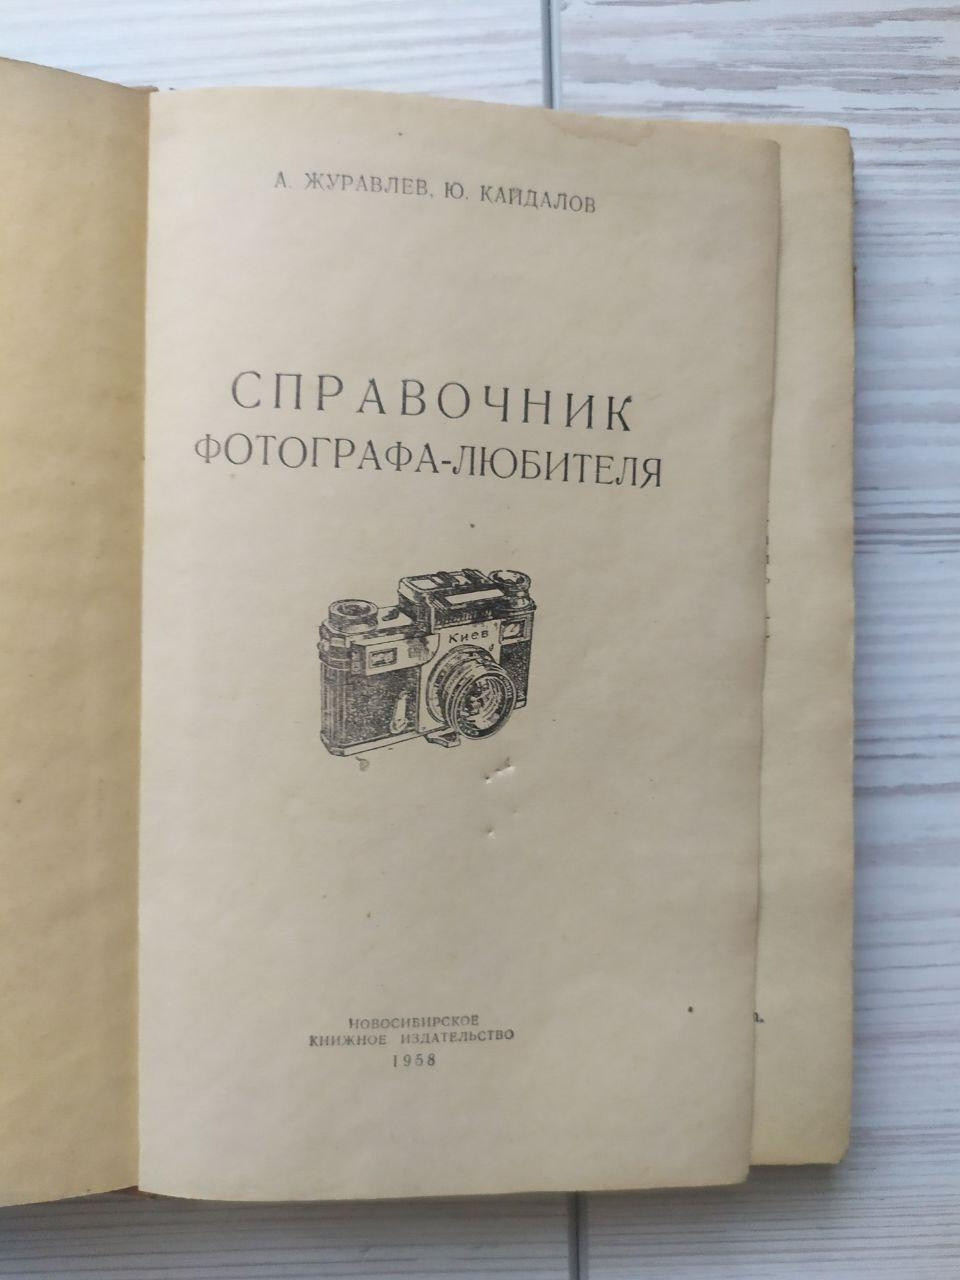 А. ЖУРАВЛЕВ, Ю. КАЙДАЛОВ
СПРАВОЧНИК
ФОТОГРАФА-ЛЮБИТЕЛЯ
Киев
НОВОСИБИРСКОЕ
КНИЖНОЕ ИЗДАТЕЛЬСТВО
1958